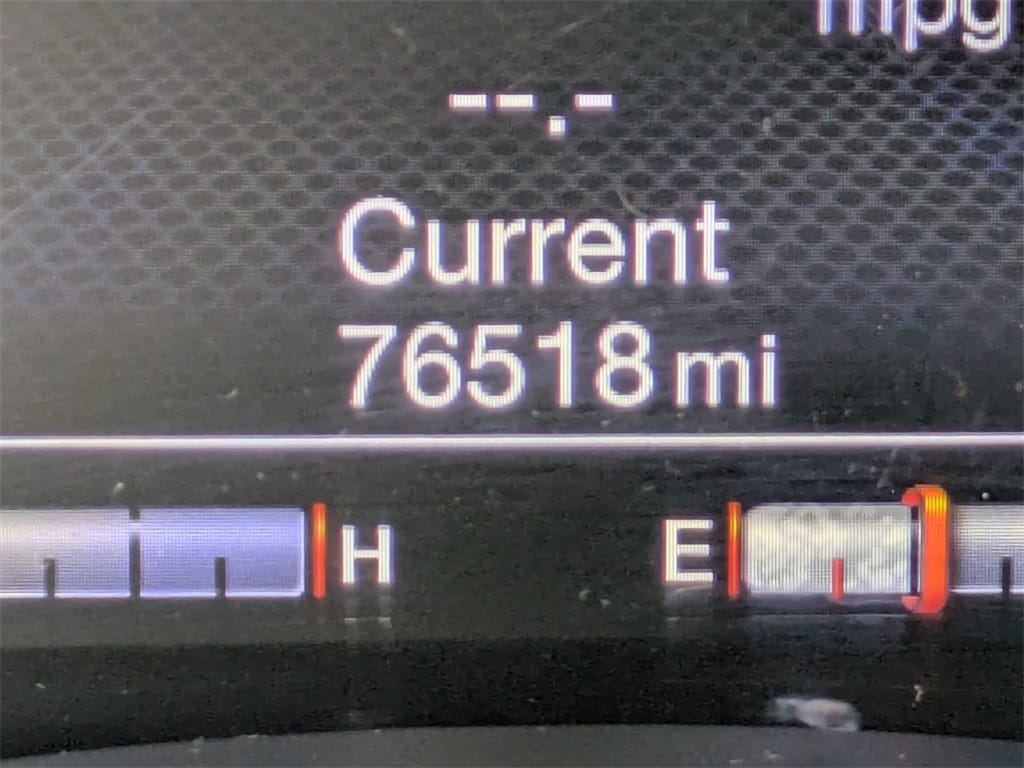 mpg
--.-
Current
76518 mi
H E